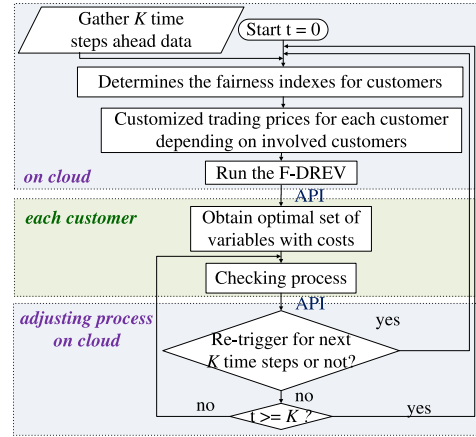 Gather K time
steps ahead data
Start t = 0
Determines the fairness indexes for customers
Customized trading prices for each customer
depending on involved customers
Run the F-DREV
on cloud
API
each customer
Obtain optimal set of
variables with costs
Checking process
API
adjusting process
on cloud
yes
Re-trigger for next
K time steps or not?
no
no
yes
t >= K ?